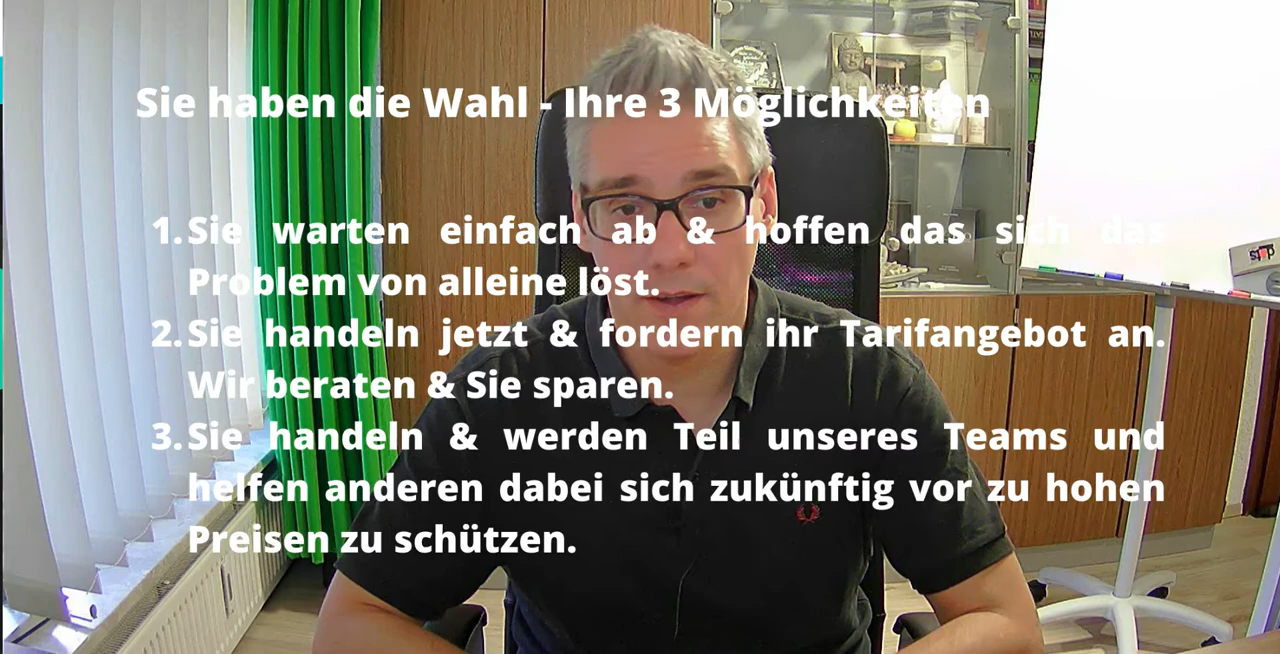 Sie haben die Wahl - Ihre 3 Möglichkeiten
1. Sie warten einfach ab & hoffen das sich das
Problem von alleine löst.
2. Sie handeln jetzt & fordern ihr Tarifangebot an.
Wir beraten & Sie sparen.
3. Sie handeln & werden Teil unseres Teams und
helfen anderen dabei sich zukünftig vor zu hohen
Preisen zu schützen.